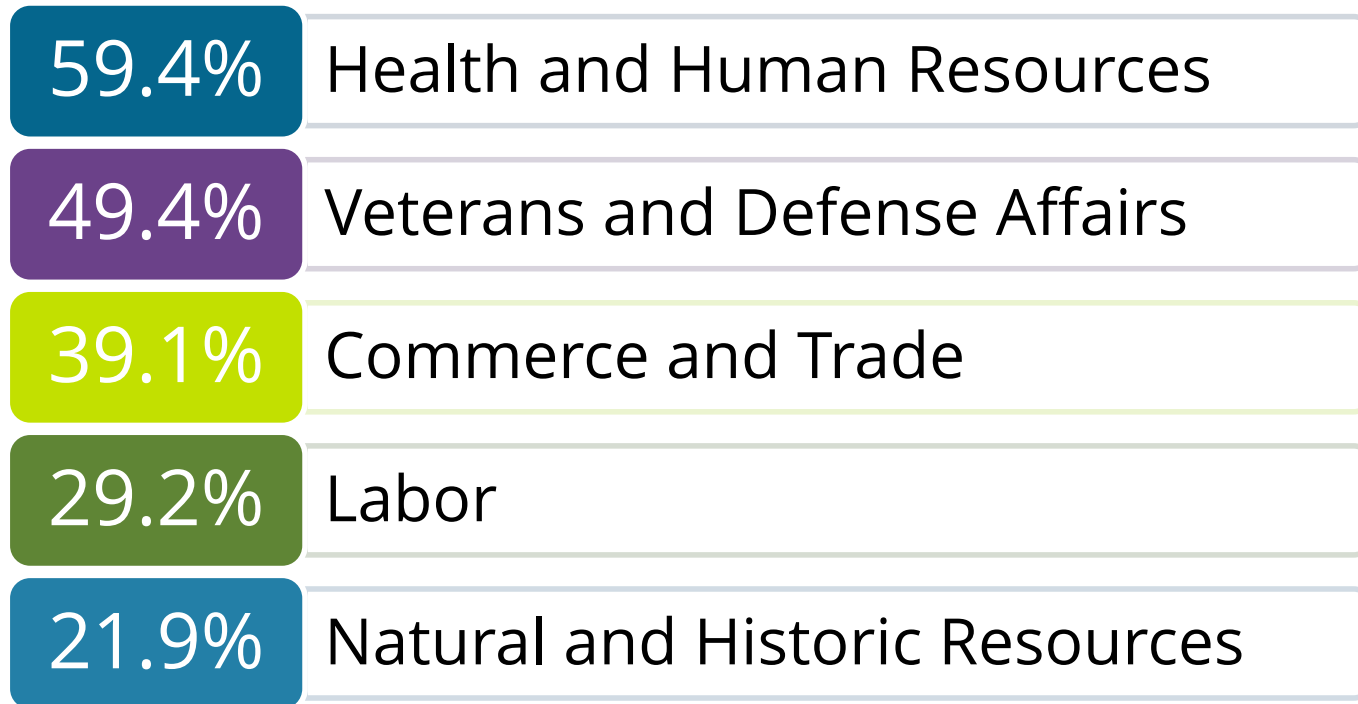 59.4% Health and Human Resources
49.4% Veterans and Defense Affairs
39.1% Commerce and Trade
29.2% Labor
21.9% Natural and Historic Resources